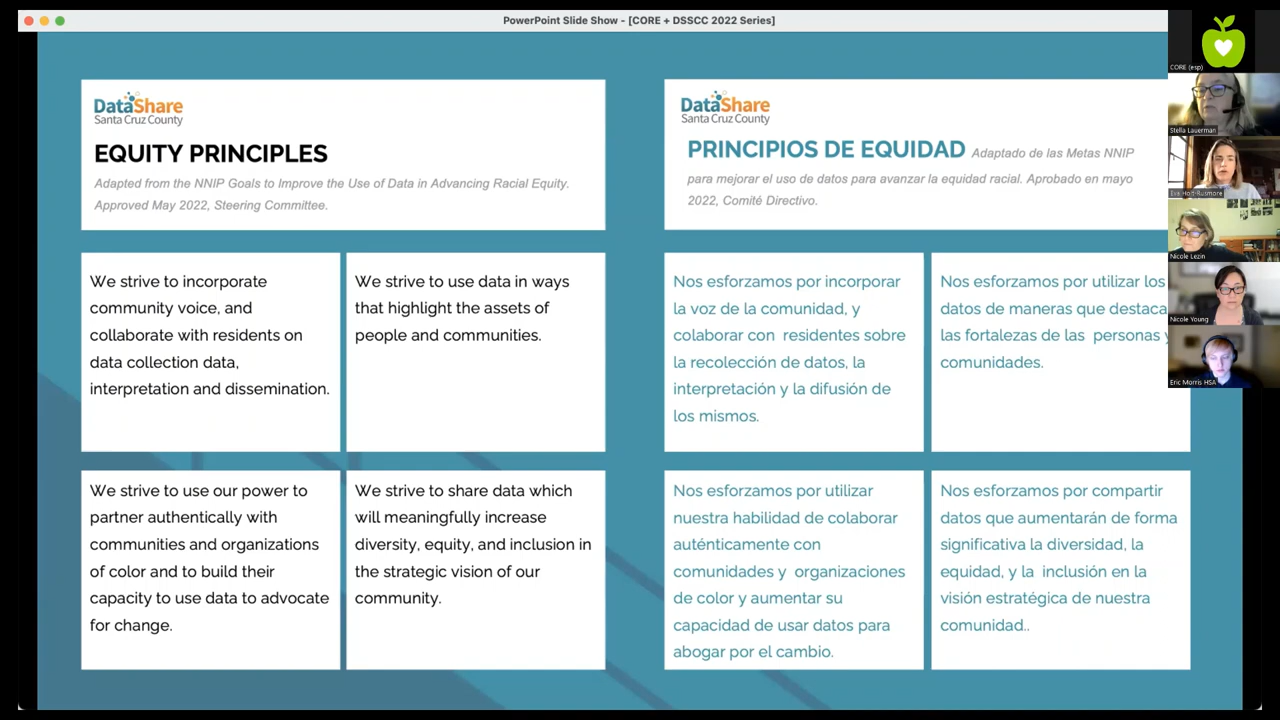 PowerPoint Slide Show - [CORE + DSSCC 2022 Series]
DataShare
Santa Cruz County
EQUITY PRINCIPLES
Adapted from the NNIP Goals to Improve the Use of Data in Advancing Racial Equity.
Approved May 2022, Steering Committee.
We strive to incorporate
community voice, and
collaborate with residents on
data collection data,
interpretation and dissemination.
We strive to use data in ways
that highlight the assets of
people and communities.
We strive to use our power to
partner authentically with
communities and organizations
of color and to build their
capacity to use data to advocate
for change.
We strive to share data which
will meaningfully increase
diversity, equity, and inclusion in
the strategic vision of our
community.
DataShare
Santa Cruz County
PRINCIPIOS DE EQUIDAD Adaptado de las Metas NNIP
para mejorar el uso de datos para avanzar la equidad racial. Aprobado en mayo
2022, Comité Directivo.
Nos esforzamos por incorporar
la voz de la comunidad, y
colaborar con residentes sobre
la recolección de datos, la
interpretación y la difusión de
los mismos.
Nos esforzamos por utilizar los
datos de maneras que destaca
las fortalezas de las personas y
comunidades.
Nos esforzamos por utilizar
nuestra habilidad de colaborar
auténticamente con
comunidades y organizaciones
de color y aumentar su
capacidad de usar datos para
abogar por el cambio.
Nos esforzamos por compartir
datos que aumentarán de forma
significativa la diversidad, la
equidad, y la inclusión en la
visión estratégica de nuestra
comunidad..
CORE (esp)
Stella Lauerman
Nicole Lezin
Nicole Young
Eric Morris HSA